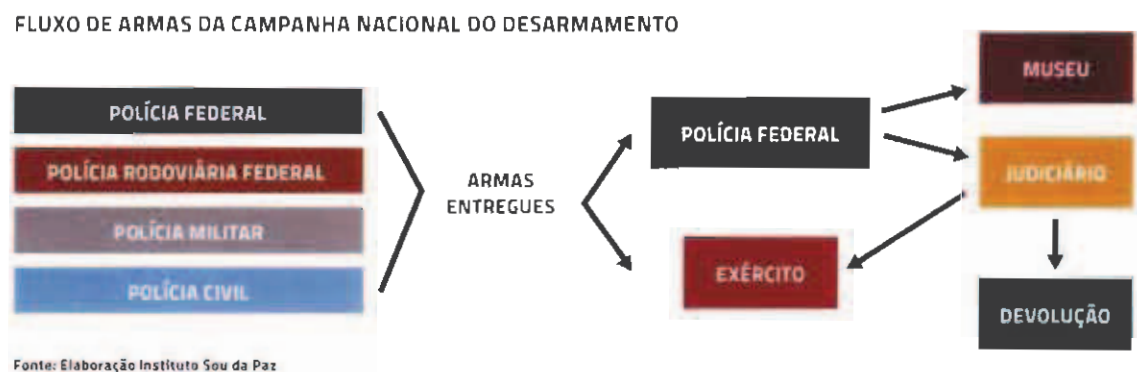 FLUXO DE ARMAS DA CAMPANHA NACIONAL DO DESARMAMENTO
POLÍCIA FEDERAL
POLÍCIA RODOVIÁRIA FEDERAL
POLÍCIA MILITAR
POLÍCIA CIVIL
ARMAS
ENTREGUES
POLÍCIA FEDERAL
EXÉRCITO
MUSEU
JUDICIÁRIO
DEVOLUÇÃO
Fonte: Elaboração Instituto Sou da Paz